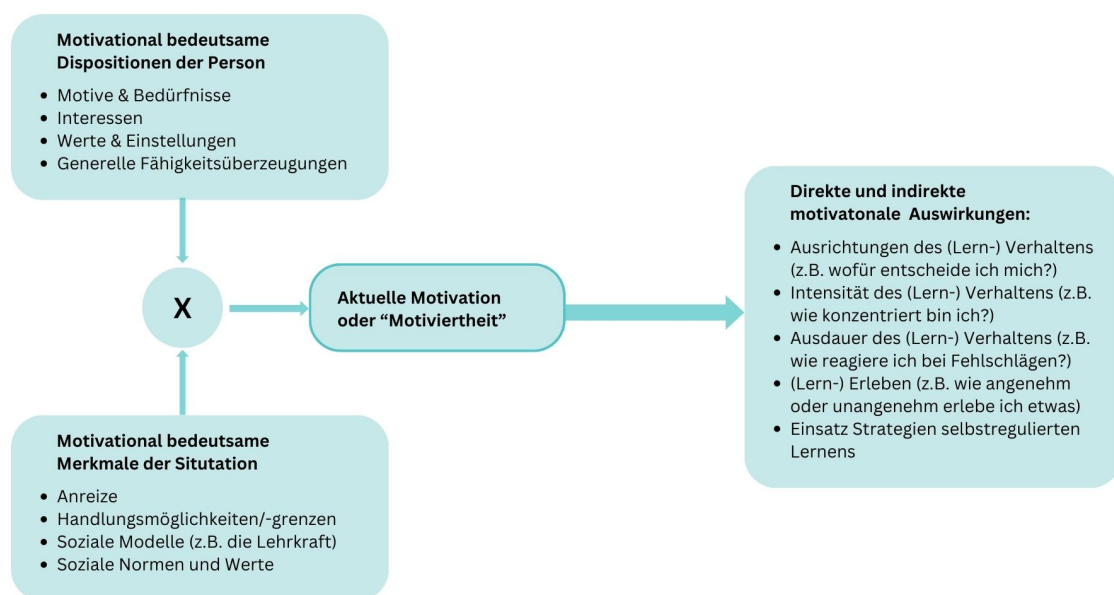 Motivational bedeutsame
Dispositionen der Person
• Motive & Bedürfnisse
• Interessen
• Werte & Einstellungen
• Generelle Fähigkeitsüberzeugungen
X
Aktuelle Motivation
oder “Motiviertheit”
Motivational bedeutsame
Merkmale der Situtation
• Anreize
• Handlungsmöglichkeiten/-grenzen
• Soziale Modelle (z.B. die Lehrkraft)
• Soziale Normen und Werte
Direkte und indirekte
motivatonale Auswirkungen:
• Ausrichtungen des (Lern-) Verhaltens
(z.B. wofür entscheide ich mich?)
• Intensität des (Lern-) Verhaltens (z.B.
wie konzentriert bin ich?)
• Ausdauer des (Lern-) Verhaltens (z.B.
wie reagiere ich bei Fehlschlägen?)
• (Lern-) Erleben (z.B. wie angenehm
oder unangenehm erlebe ich etwas)
• Einsatz Strategien selbstregulierten
Lernens